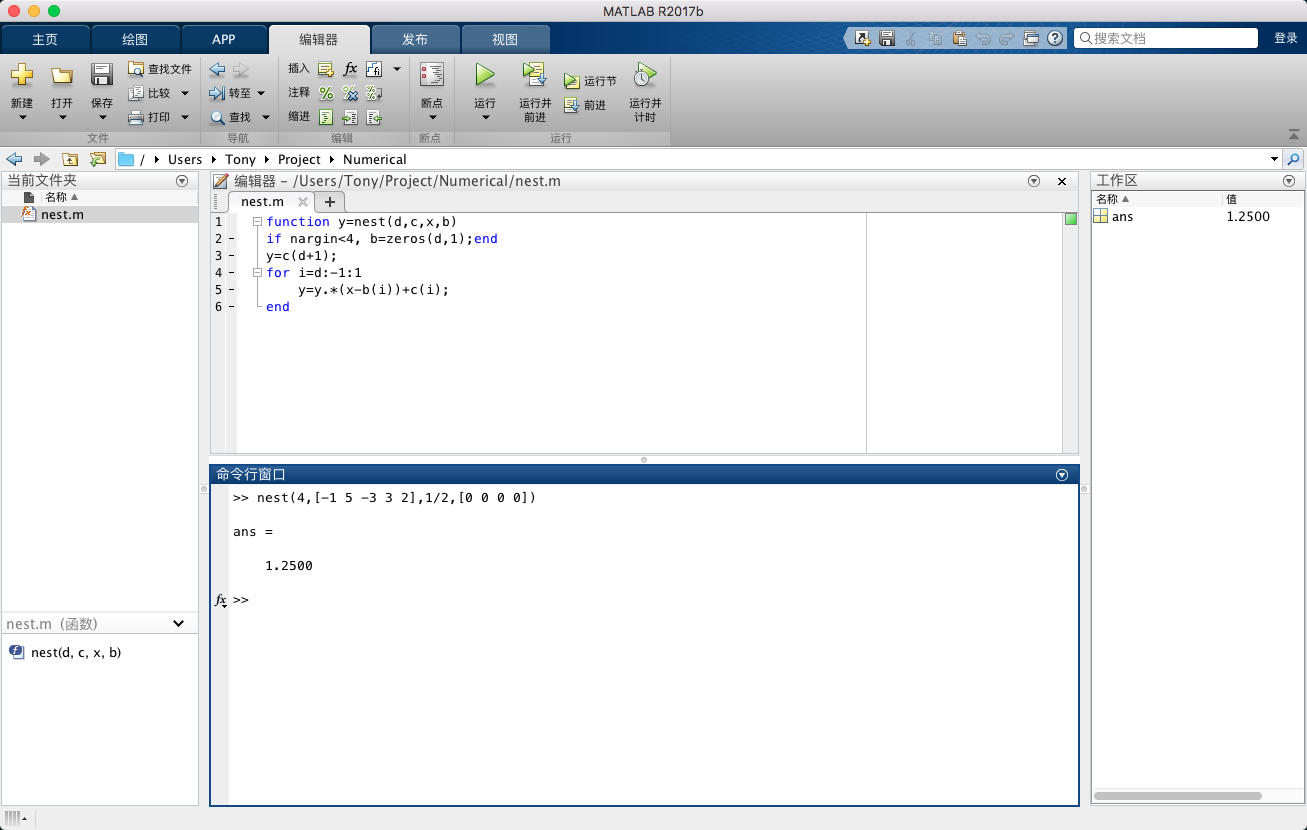 MATLAB R2017b
主页 绘图 APP 编辑器 发布 视图 搜索文档 登录
新建 打开 保存 查找文件 比较 打印
文件
转至 查找
导航
插入 fx
注释
缩进
编辑
断点
断点
运行 运行并前进 运行节 前进 运行并计时
运行
/ Users Tony Project Numerical
当前文件夹
名称
nest.m
nest.m (函数)
nest(d, c, x, b)
编辑器 – /Users/Tony/Project/Numerical/nest.m
nest.m
1 function y=nest(d,c,x,b)
2 – if nargin<4, b=zeros(d,1);end
3 – y=c(d+1);
4 – for i=d:-1:1
5 – y=y.*(x-b(i))+c(i);
6 – end
命令行窗口
>> nest(4,[-1 5 -3 3 2],1/2,[0 0 0 0])
ans =
1.2500
fx >>
工作区
名称 值
ans 1.2500